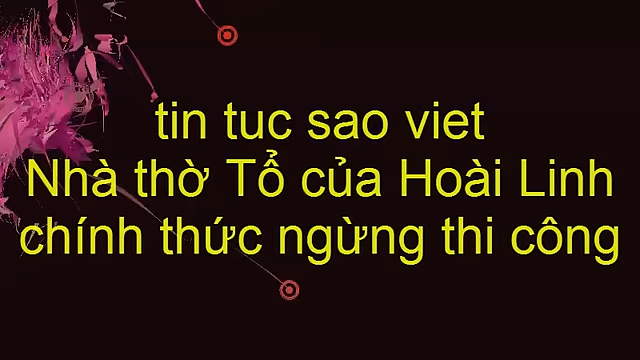 tin tuc sao viet
Nhà thờ Tổ của Hoài Linh
chính thức ngừng thi công